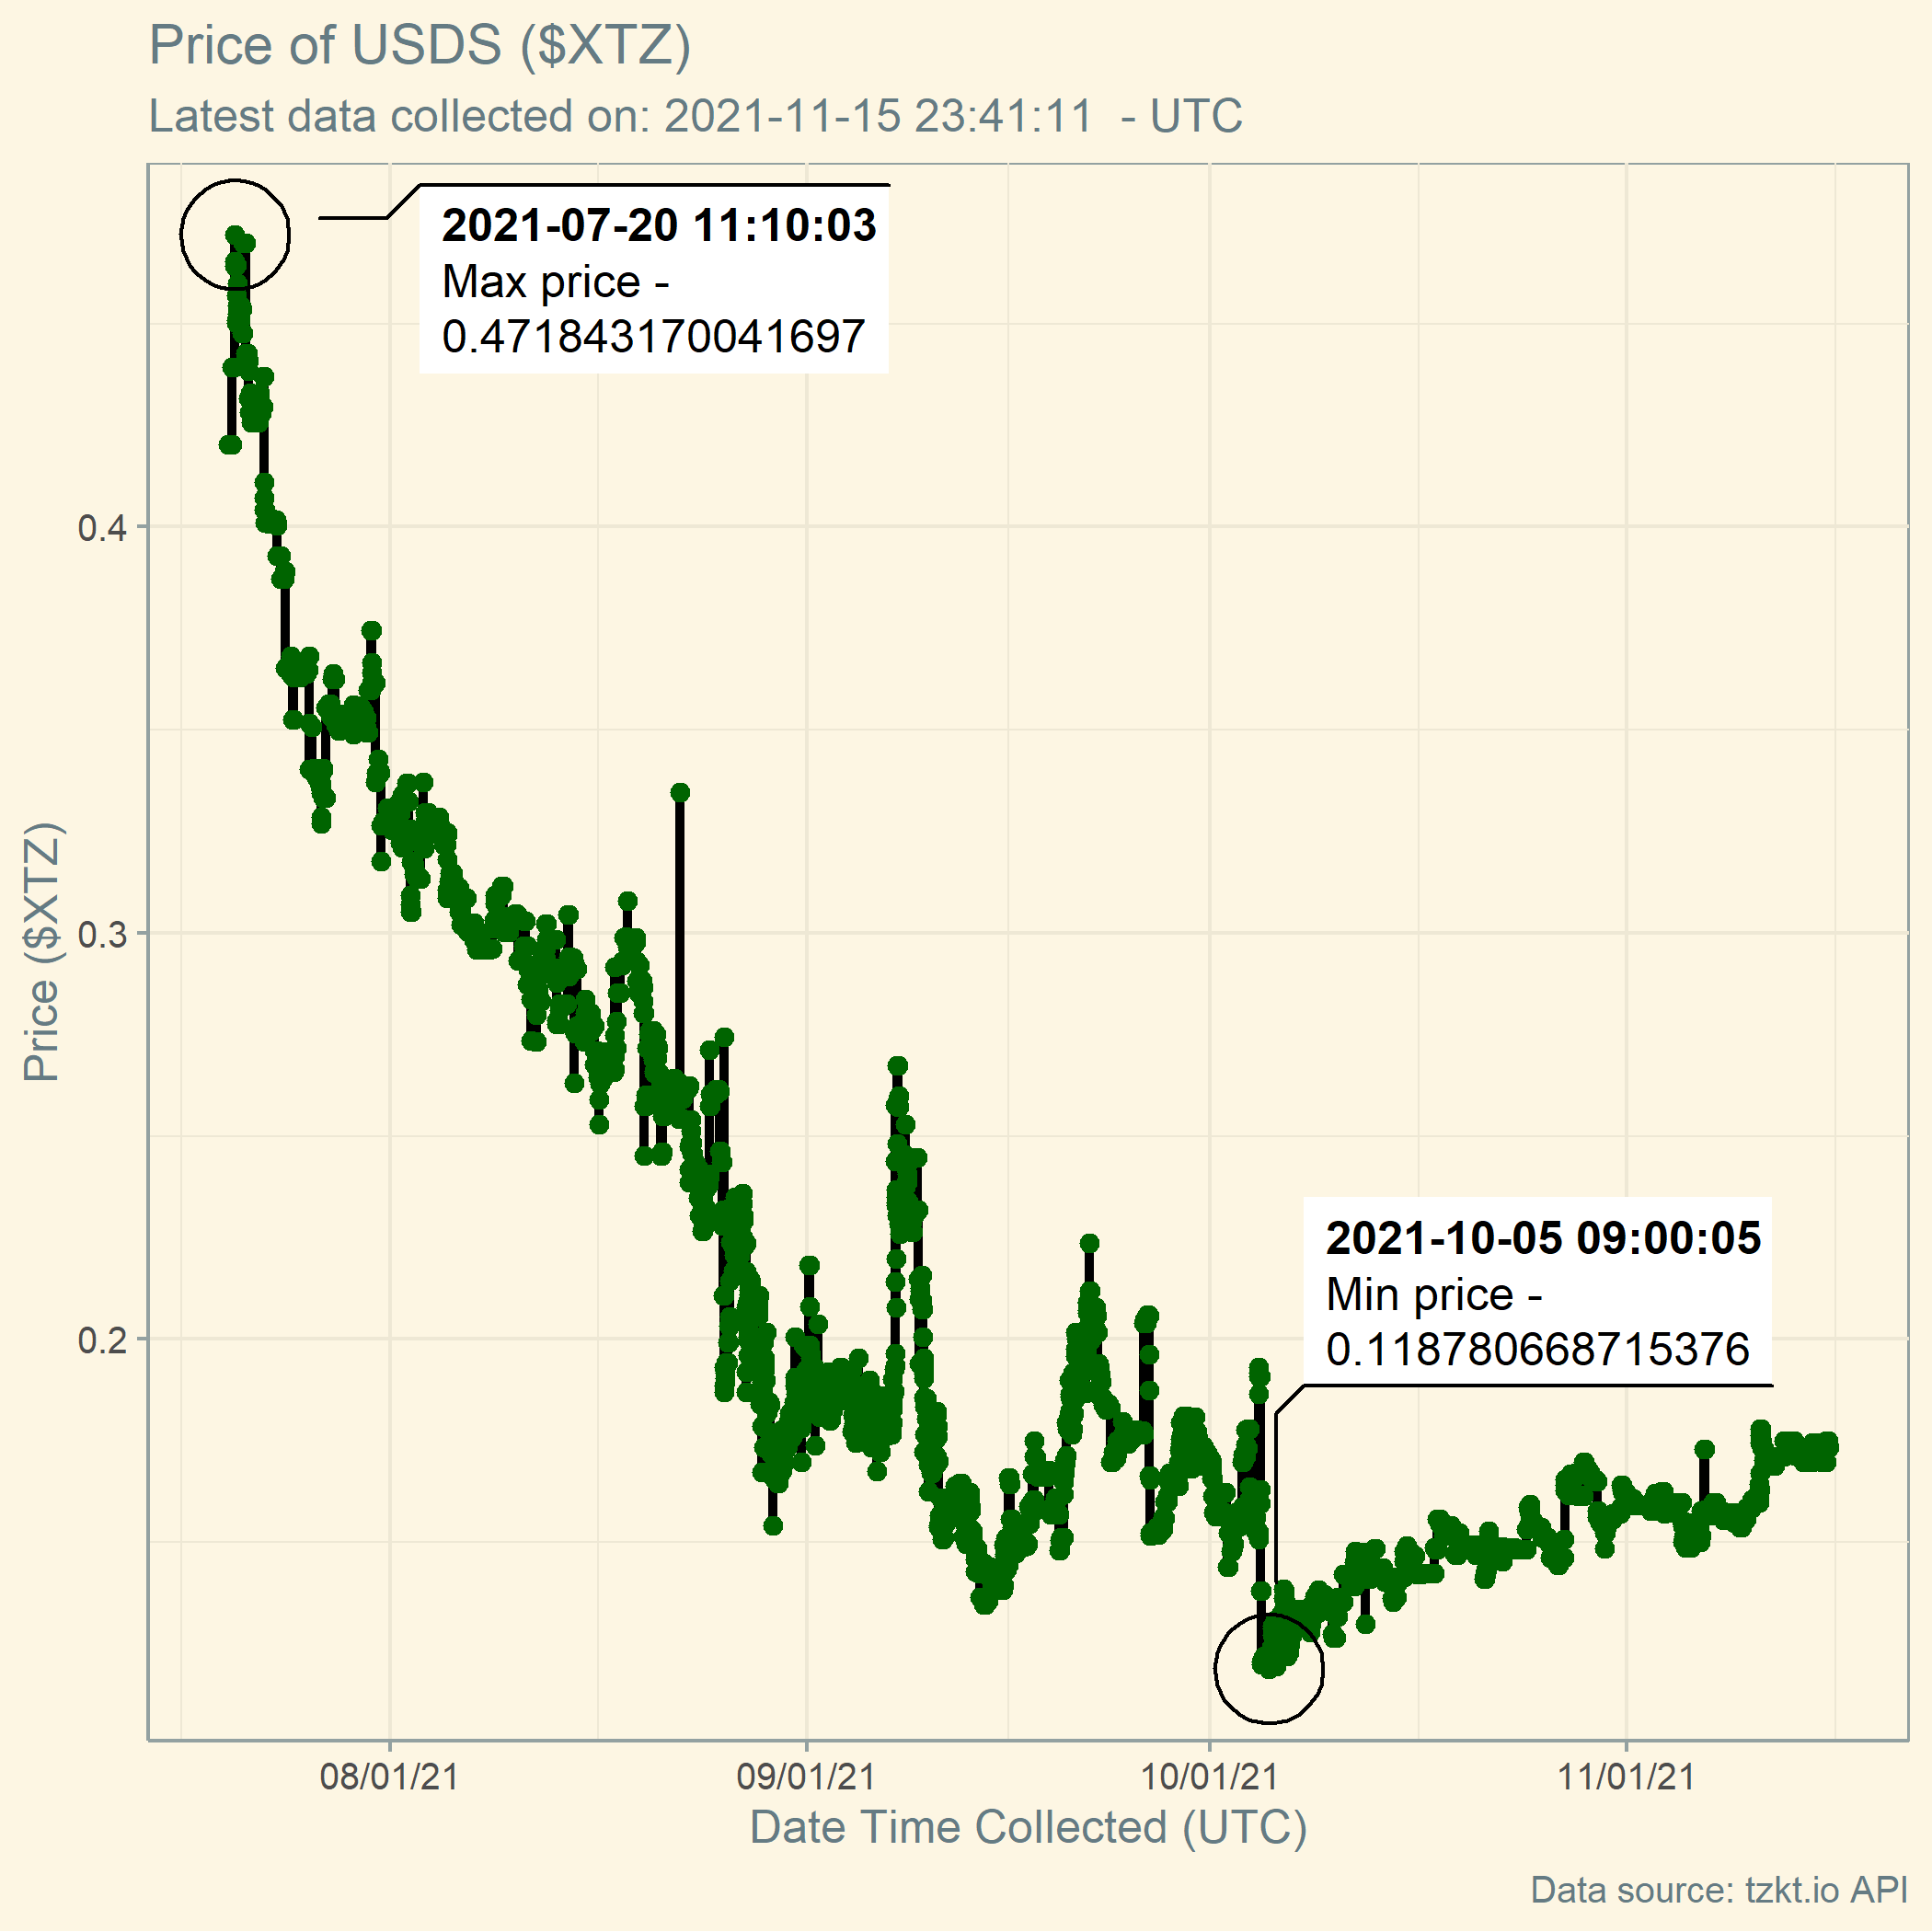 Price of USDS ($XTZ)
Latest data collected on: 2021-11-15 23:41:11  - UTC
2021-07-20 11:10:03
Max price -
0.471843170041697
0.4
0.3
0.2
Price ($XTZ)
2021-10-05 09:00:05
Min price -
0.118780668715376
08/01/21
09/01/21
10/01/21
11/01/21
Date Time Collected (UTC)
Data source: tzkt.io API